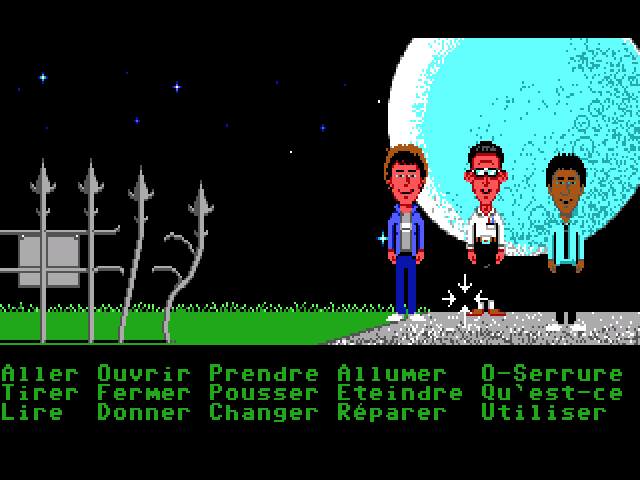 Aller Ouvrir Prendre Allumer O-Serrure
Tirer Fermer Pousser Eteindre Qu'est-ce
Lire Donner Changer Réparer Utiliser